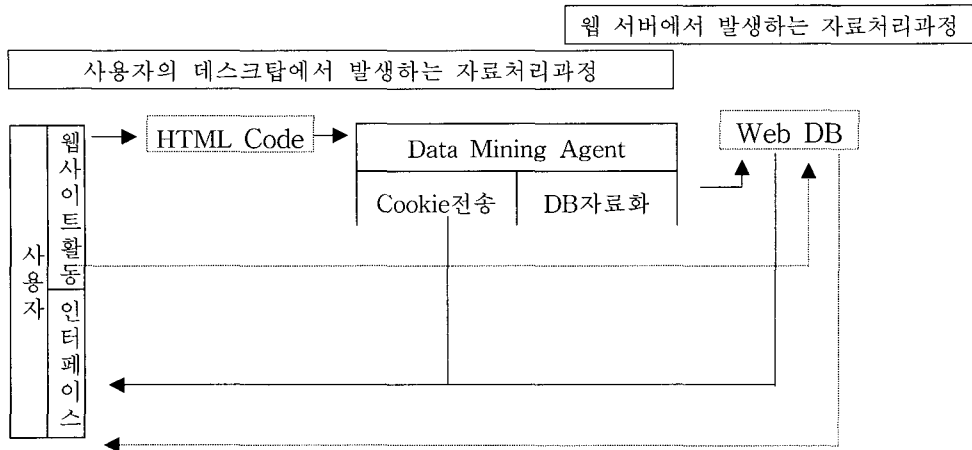 웹 서버에서 발생하는 자료처리과정
사용자의 데스크탑에서 발생하는 자료처리과정
HTML Code
Data Mining Agent
Web DB
Cookie전송
DB자료화
사용자
웹사이트활동
인터페이스